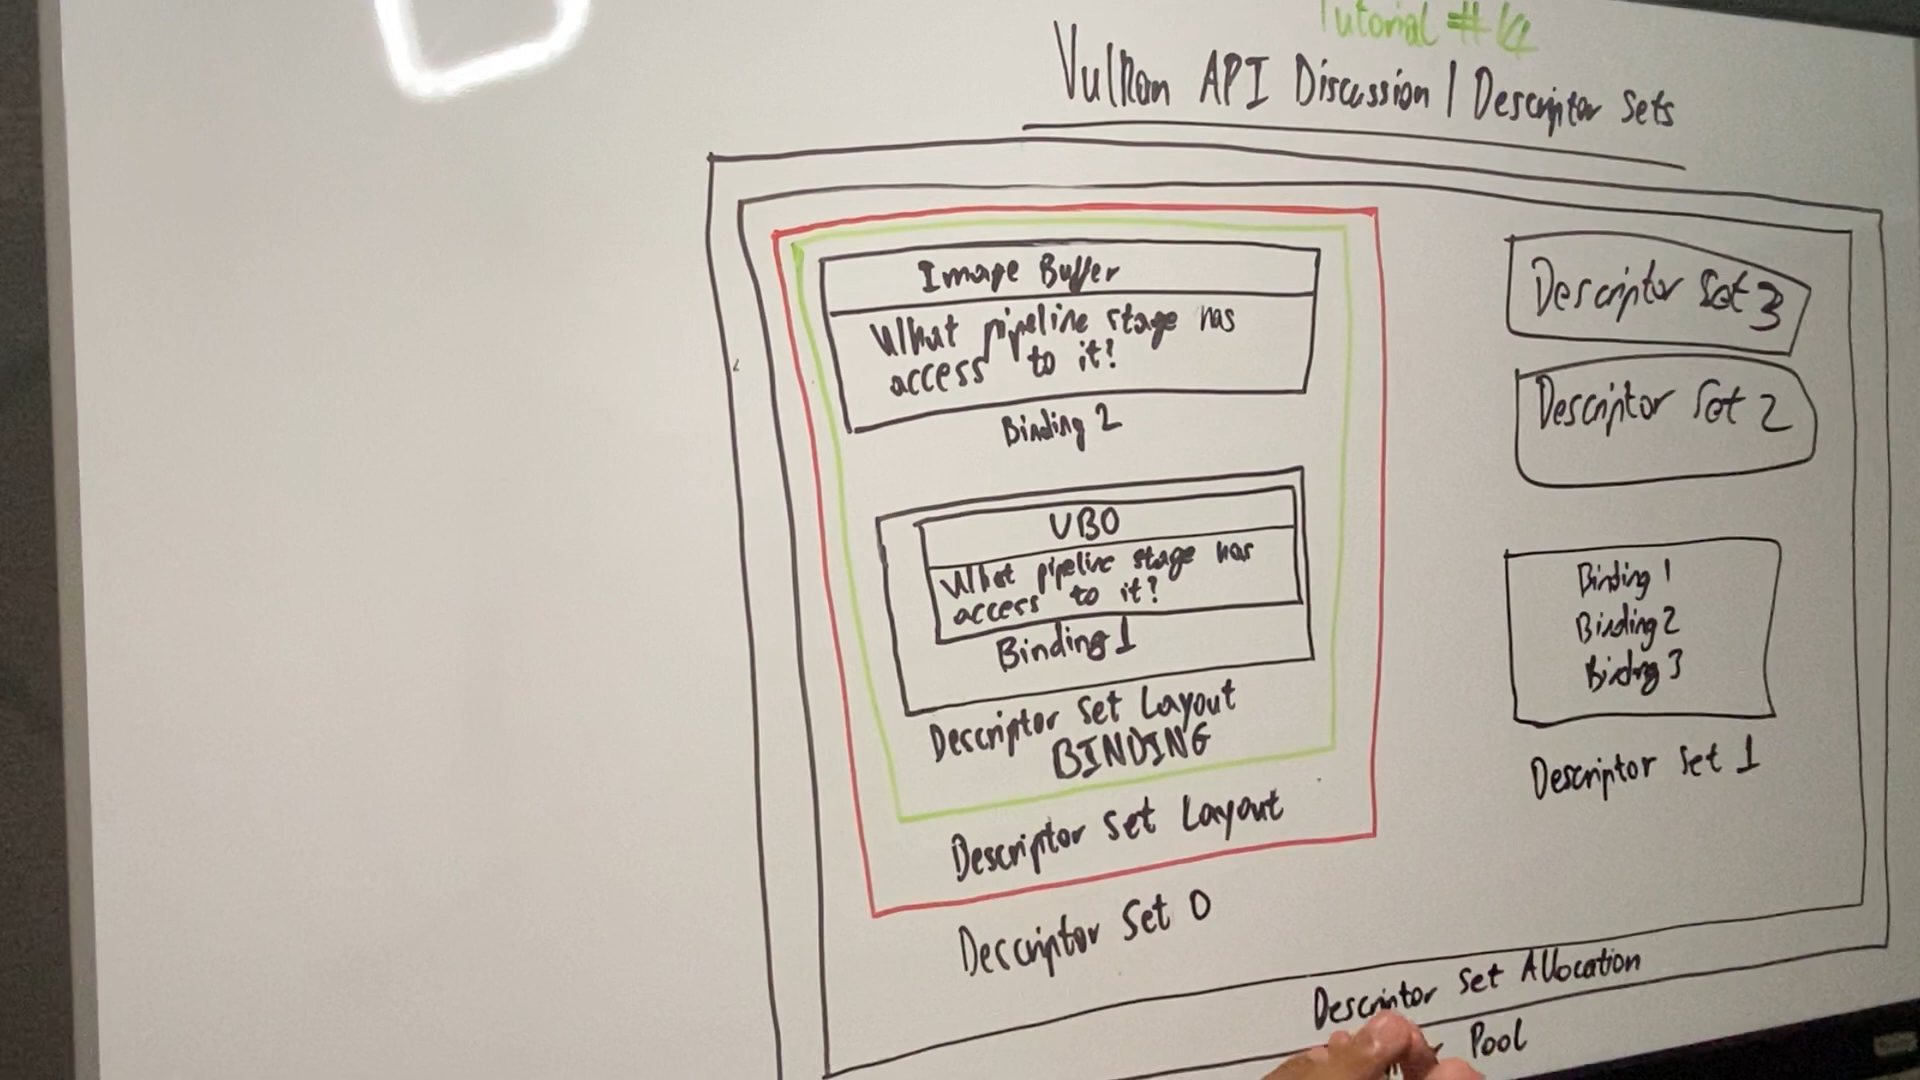 Tutorial #14
Vulkan API Discussion | Descriptor Sets
Image Buffer
What pipeline stage has
access to it?
Binding 2
UBO
What pipeline stage has
access to it?
Binding 1
Descriptor Set Layout
BINDING
Descriptor Set Layout
Descriptor Set 0
Descriptor Set 3
Descriptor Set 2
Binding 1
Binding 2
Binding 3
Descriptor Set 1
Descriptor Set Allocation
Pool